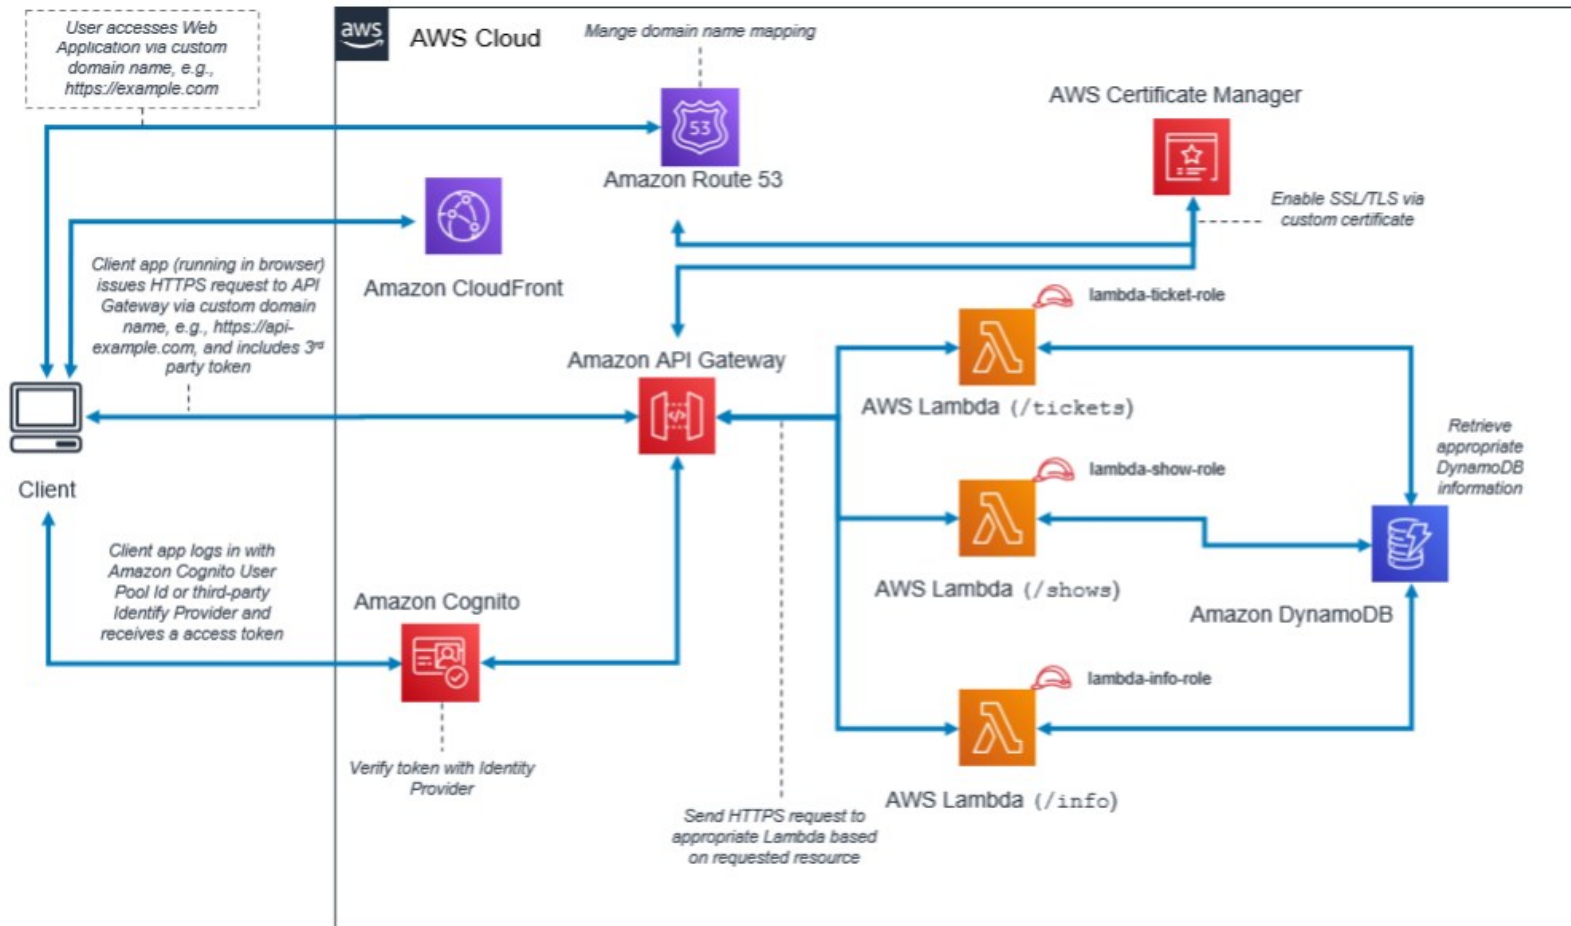 User accesses Web
Application via custom
domain name, e.g.,
https://example.com
aws
AWS Cloud
Mange domain name mapping
53
Amazon Route 53
AWS Certificate Manager
Enable SSL/TLS via
custom certificate
Amazon CloudFront
Client app (running in browser)
issues HTTPS request to API
Gateway via custom domain
name, e.g., https://api-
example.com, and includes 3rd
party token
Client
Amazon API Gateway
</>
lambda-ticket-role
AWS Lambda (/tickets)
lambda-show-role
AWS Lambda (/shows)
Retrieve
appropriate
DynamoDB
information
Amazon DynamoDB
Client app logs in with
Amazon Cognito User
Pool Id or third-party
Identify Provider and
receives a access token
Amazon Cognito
Verify token with Identity
Provider
lambda-info-role
AWS Lambda (/info)
Send HTTPS request to
appropriate Lambda based
on requested resource